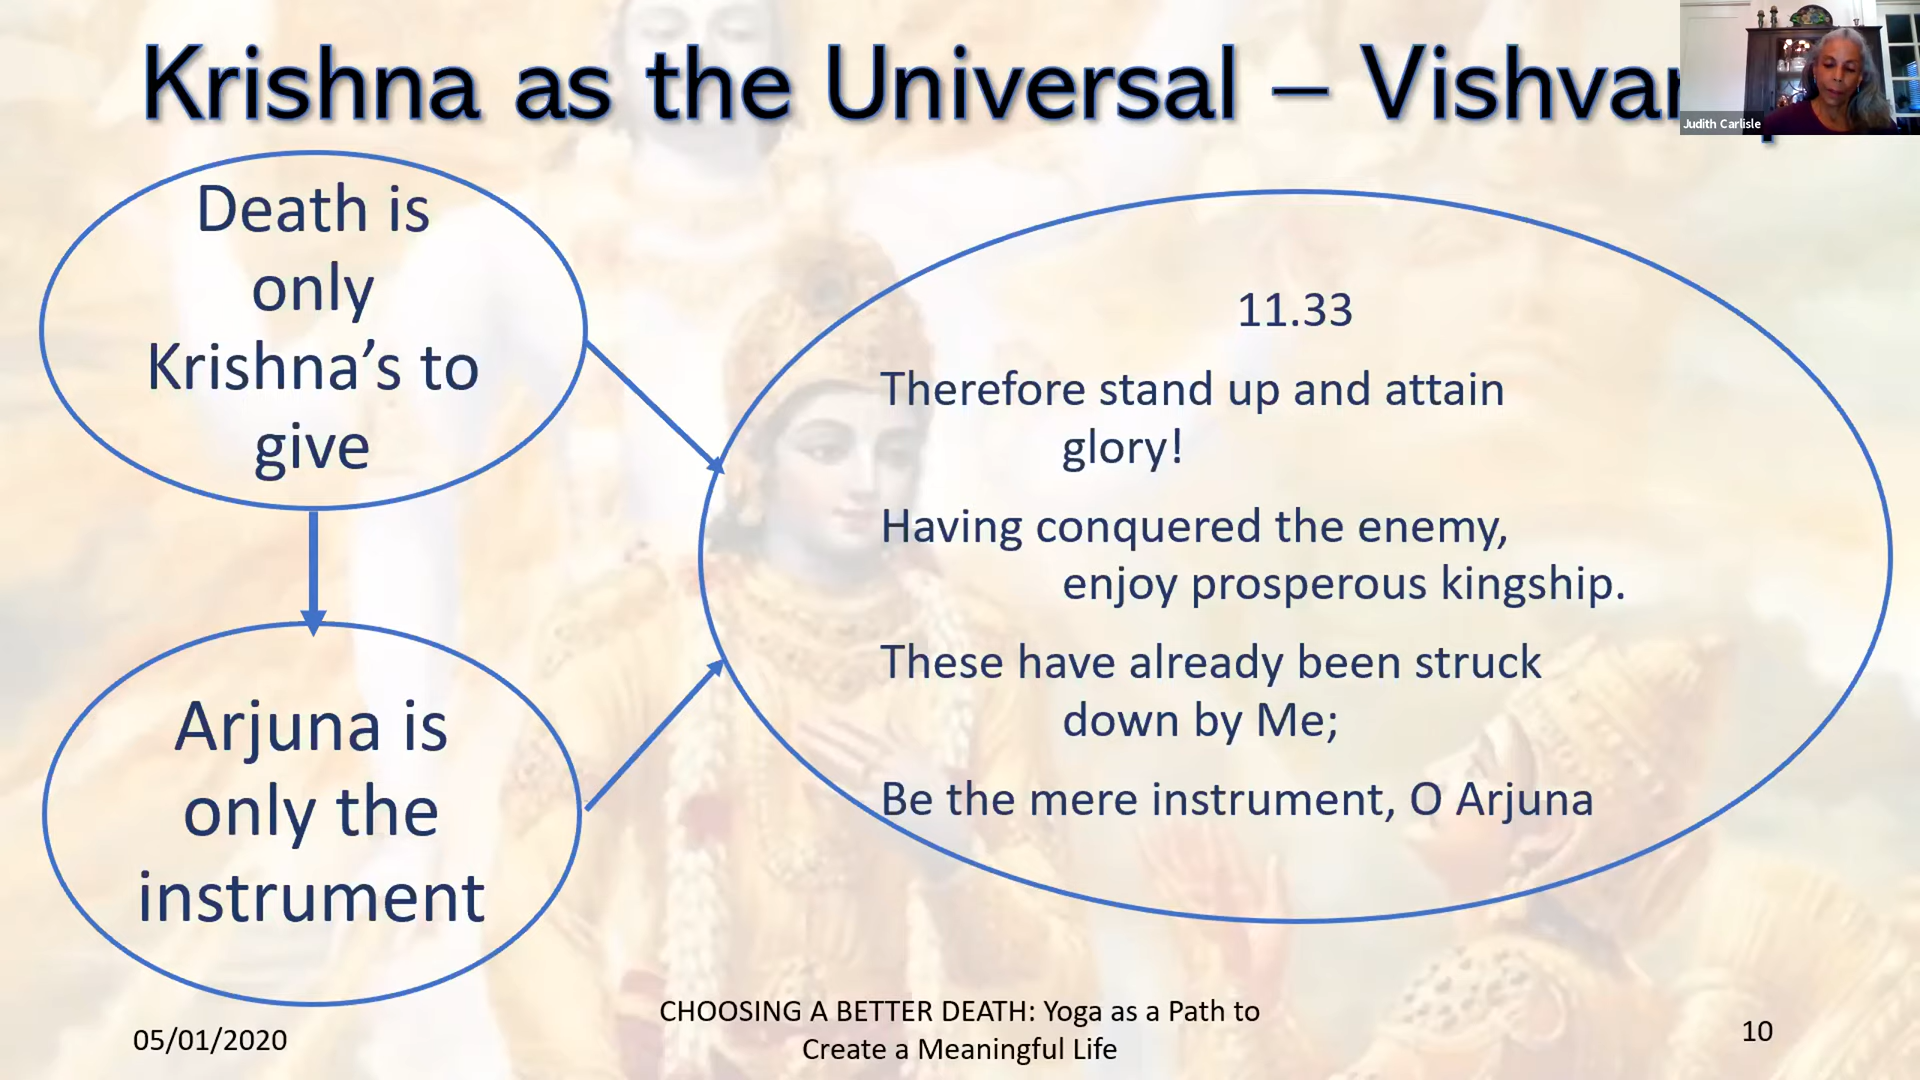 Krishna as the Universal –
Judith Carlisle
Death is
only
Krishna’s to
give
Arjuna is
only the
instrument
11.33
Therefore stand up and attain
glory!
Having conquered the enemy,
enjoy prosperous kingship.
These have already been struck
down by Me;
Be the mere instrument, O Arjuna
05/01/2020
CHOOSING A BETTER DEATH: Yoga as a Path to
Create a Meaningful Life
10